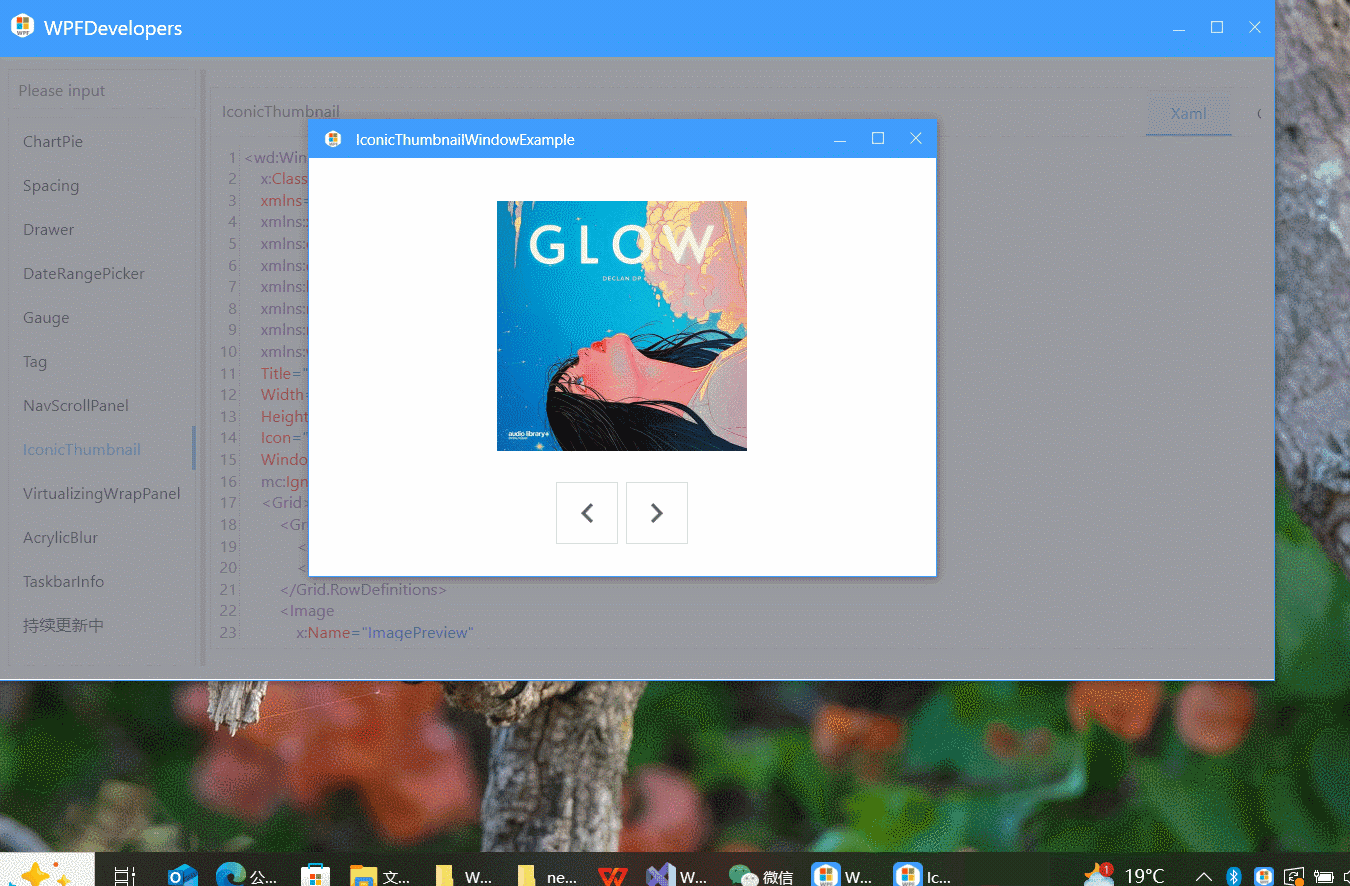 WPFDevelopers
Please input
ChartPie
Spacing
Drawer
DateRangePicker
Gauge
Tag
NavScrollPanel
IconicThumbnail
VirtualizingWrapPanel
AcrylicBlur
TaskbarInfo
持续更新中
IconicThumbnail
Xaml
1 <wd:Win
2 x:Class
3 xmlns=
4 xmlns:
5 xmlns:
6 xmlns:
7 xmlns:
8 xmlns:
9 xmlns:
10 xmlns:
11 Title="
12 Width=
13 Height
14 Icon="
15 Windo
16 mc:Ign
17 <Grid>
18 <Gr
19 <
20 <
21 </Grid.RowDefinitions>
22 <Image
23 x:Name="ImagePreview"
IconicThumbnailWindowExample
GLOW
DECLAN DP
audio library+
公...
文...
W...
ne...
W...
微信
W...
Ic...
1
19°C